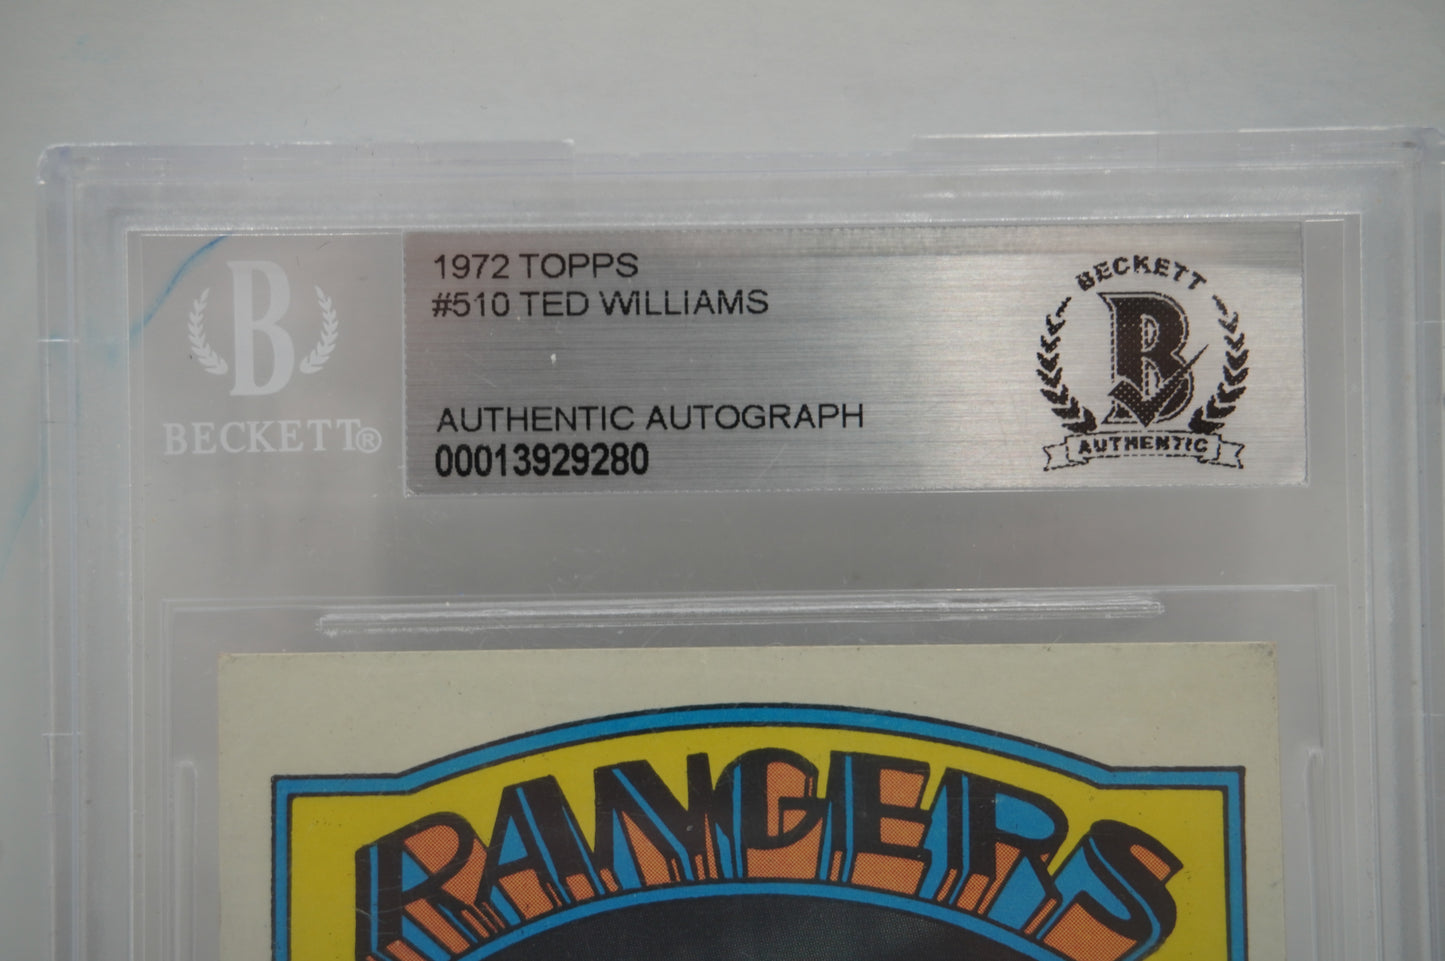 B
BECKETT®
1972 TOPPS
#510 TED WILLIAMS
AUTHENTIC AUTOGRAPH
00013929280
BECKETT
B
AUTHENTIC
RANGERS